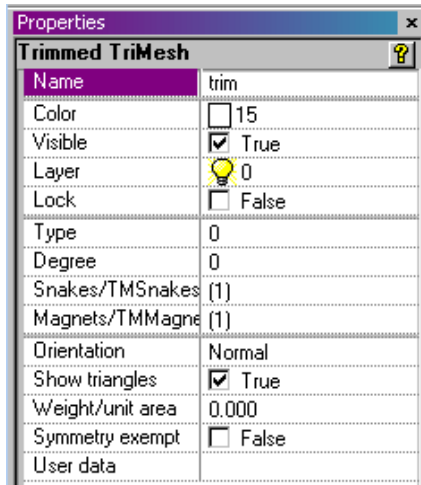 Properties
Trimmed TriMesh
Name trim
Color 15
Visible True
Layer 0
Lock False
Type 0
Degree 0
Snakes/TMSnakes (1)
Magnets/TMMagne (1)
Orientation Normal
Show triangles True
Weight/unit area 0.000
Symmetry exempt False
User data